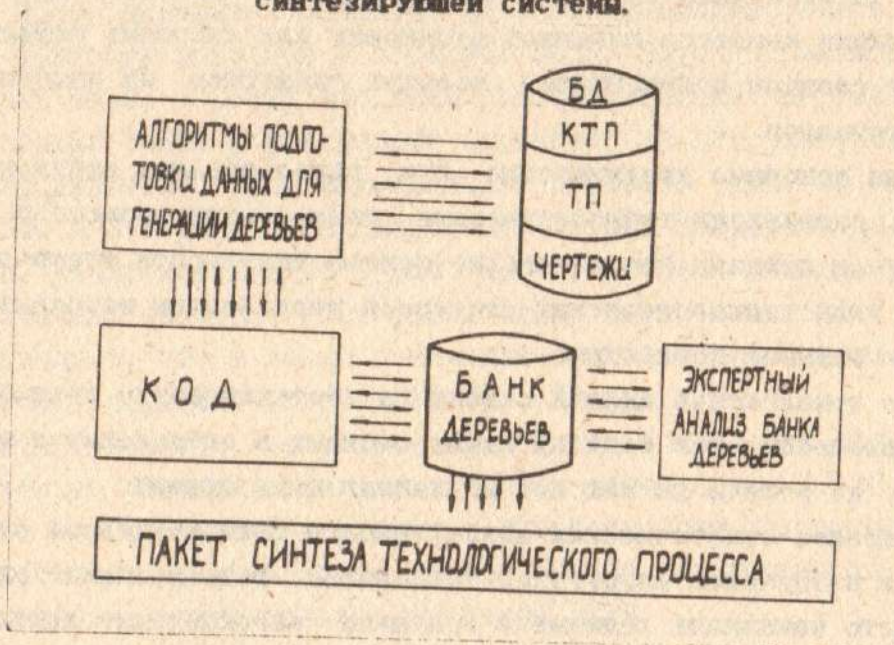 синтезирующей системы.
АЛГОРИТМЫ ПОДГО-
ТОВКИ ДАННЫХ ДЛЯ
ГЕНЕРАЦИИ ДЕРЕВЬЕВ
БД
КТП
ТП
ЧЕРТЕЖИ
КОД
БАНК
ДЕРЕВЬЕВ
ЭКСПЕРТНЫЙ
АНАЛИЗ БАНКА
ДЕРЕВЬЕВ
ПАКЕТ СИНТЕЗА ТЕХНОЛОГИЧЕСКОГО ПРОЦЕССА